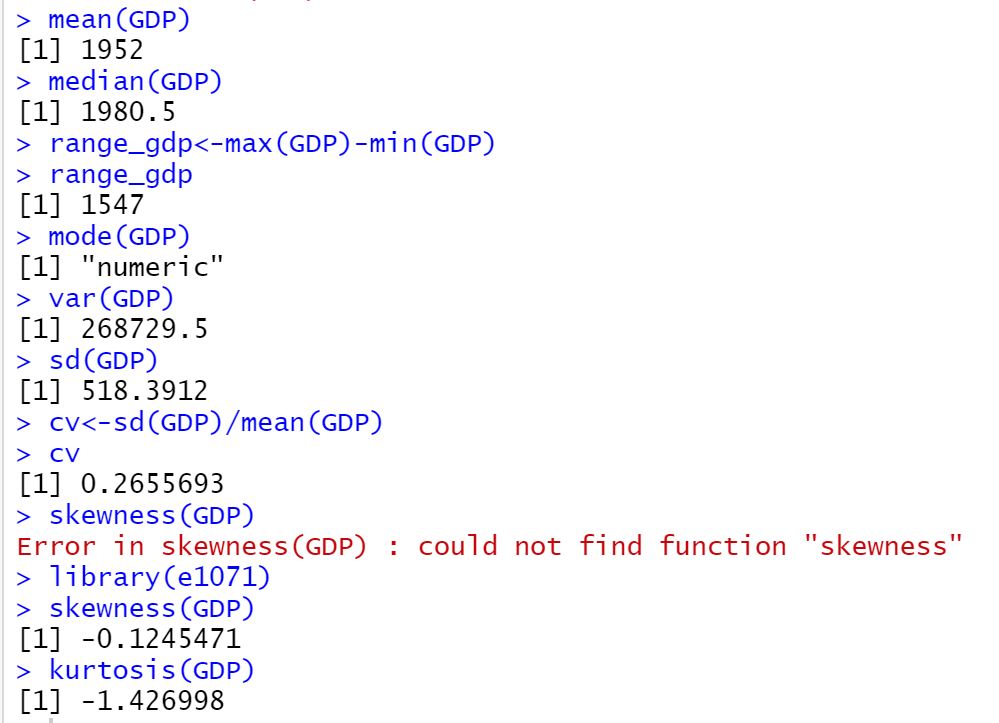 > mean(GDP)
[1] 1952
> median(GDP)
[1] 1980.5
> range_gdp<-max(GDP)-min(GDP)
> range_gdp
[1] 1547
> mode(GDP)
[1] "numeric"
> var(GDP)
[1] 268729.5
> sd(GDP)
[1] 518.3912
> cv<-sd(GDP)/mean(GDP)
> cv
[1] 0.2655693
> skewness(GDP)
Error in skewness(GDP) : could not find function "skewness"
> library(e1071)
> skewness(GDP)
[1] -0.1245471
> kurtosis(GDP)
[1] -1.426998